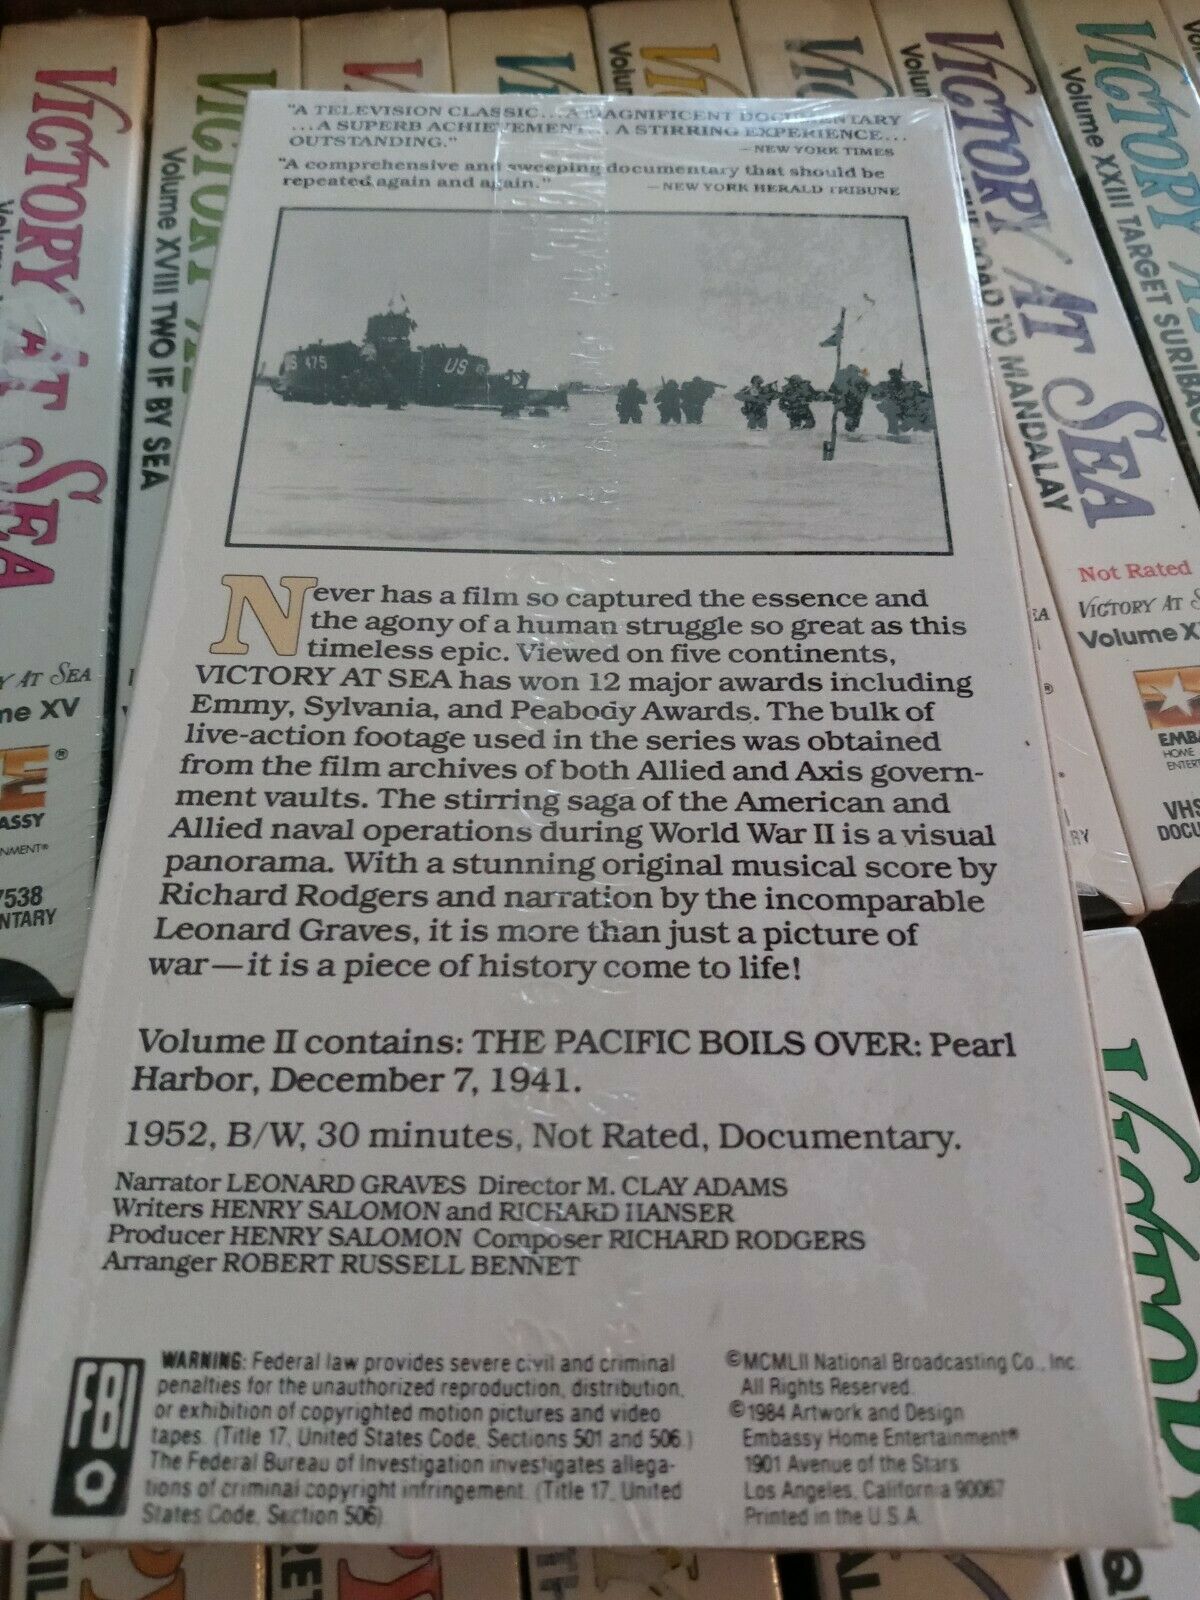 "A TELEVISION CLASSIC...A MAGNIFICENT DOCUMENTARY
...A SUPERB ACHIEVEMENT...A STIRRING EXPERIENCE...
OUTSTANDING."
—NEW YORK TIMES
"A comprehensive and sweeping documentary that should be
repeated again and again."
—NEW YORK HERALD TRIBUNE
475
US
Never has a film so captured the essence and
the agony of a human struggle so great as this
timeless epic. Viewed on five continents,
VICTORY AT SEA has won 12 major awards including
Emmy, Sylvania, and Peabody Awards. The bulk of
live-action footage used in the series was obtained
from the film archives of both Allied and Axis govern-
ment vaults. The stirring saga of the American and
Allied naval operations during World War II is a visual
panorama. With a stunning original musical score by
Richard Rodgers and narration by the incomparable
Leonard Graves, it is more than just a picture of
war—it is a piece of history come to life!
Volume II contains: THE PACIFIC BOILS OVER: Pearl
Harbor, December 7, 1941.
1952, B/W, 30 minutes, Not Rated, Documentary.
Narrator LEONARD GRAVES Director M. CLAY ADAMS
Writers HENRY SALOMON and RICHARD HANSER
Producer HENRY SALOMON Composer RICHARD RODGERS
Arranger ROBERT RUSSELL BENNET
FBI
WARNING: Federal law provides severe civil and criminal
penalties for the unauthorized reproduction, distribution,
or exhibition of copyrighted motion pictures and video
tapes. (Title 17, United States Code, Sections 501 and 506.)
The Federal Bureau of Investigation investigates allega-
tions of criminal copyright infringement. (Title 17, United
States Code, Section 506)
©MCMLII National Broadcasting Co., Inc.
All Rights Reserved.
©1984 Artwork and Design
Embassy Home Entertainment®
1901 Avenue of the Stars
Los Angeles, California 90067
Printed in the U.S.A.
VICTORY AT SEA
AT SEA
XV
®
7538
Volume XVIII TWO IF BY SEA
VICTORY AT SEA
ROAD TO MANDALAY
Not Rated
VICTORY AT
Volume
HOME
VHS
VICTORY
Volume XXIII TARGET SURIBACHI